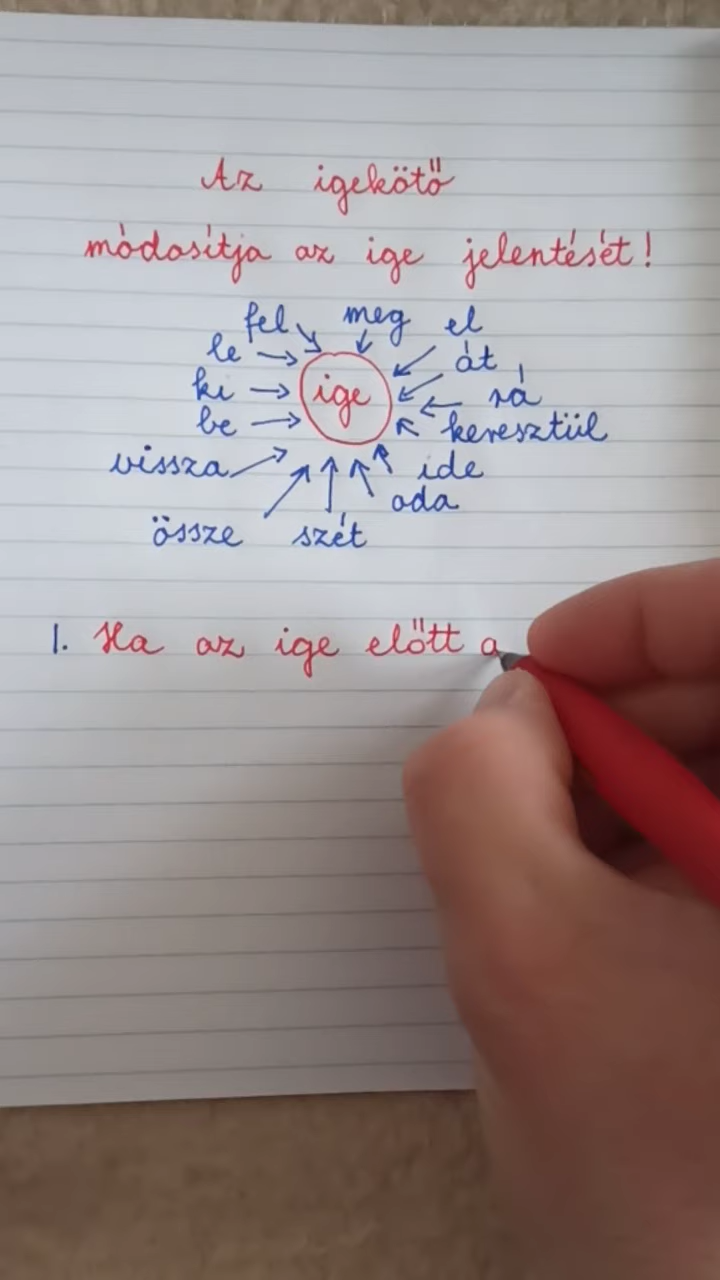 Az igekötő
módosítja az ige jelentését!
fel meg el
le át
ki ige rá
be keresztül
vissza ide
oda
össze szét
1. Ha az ige előtt a